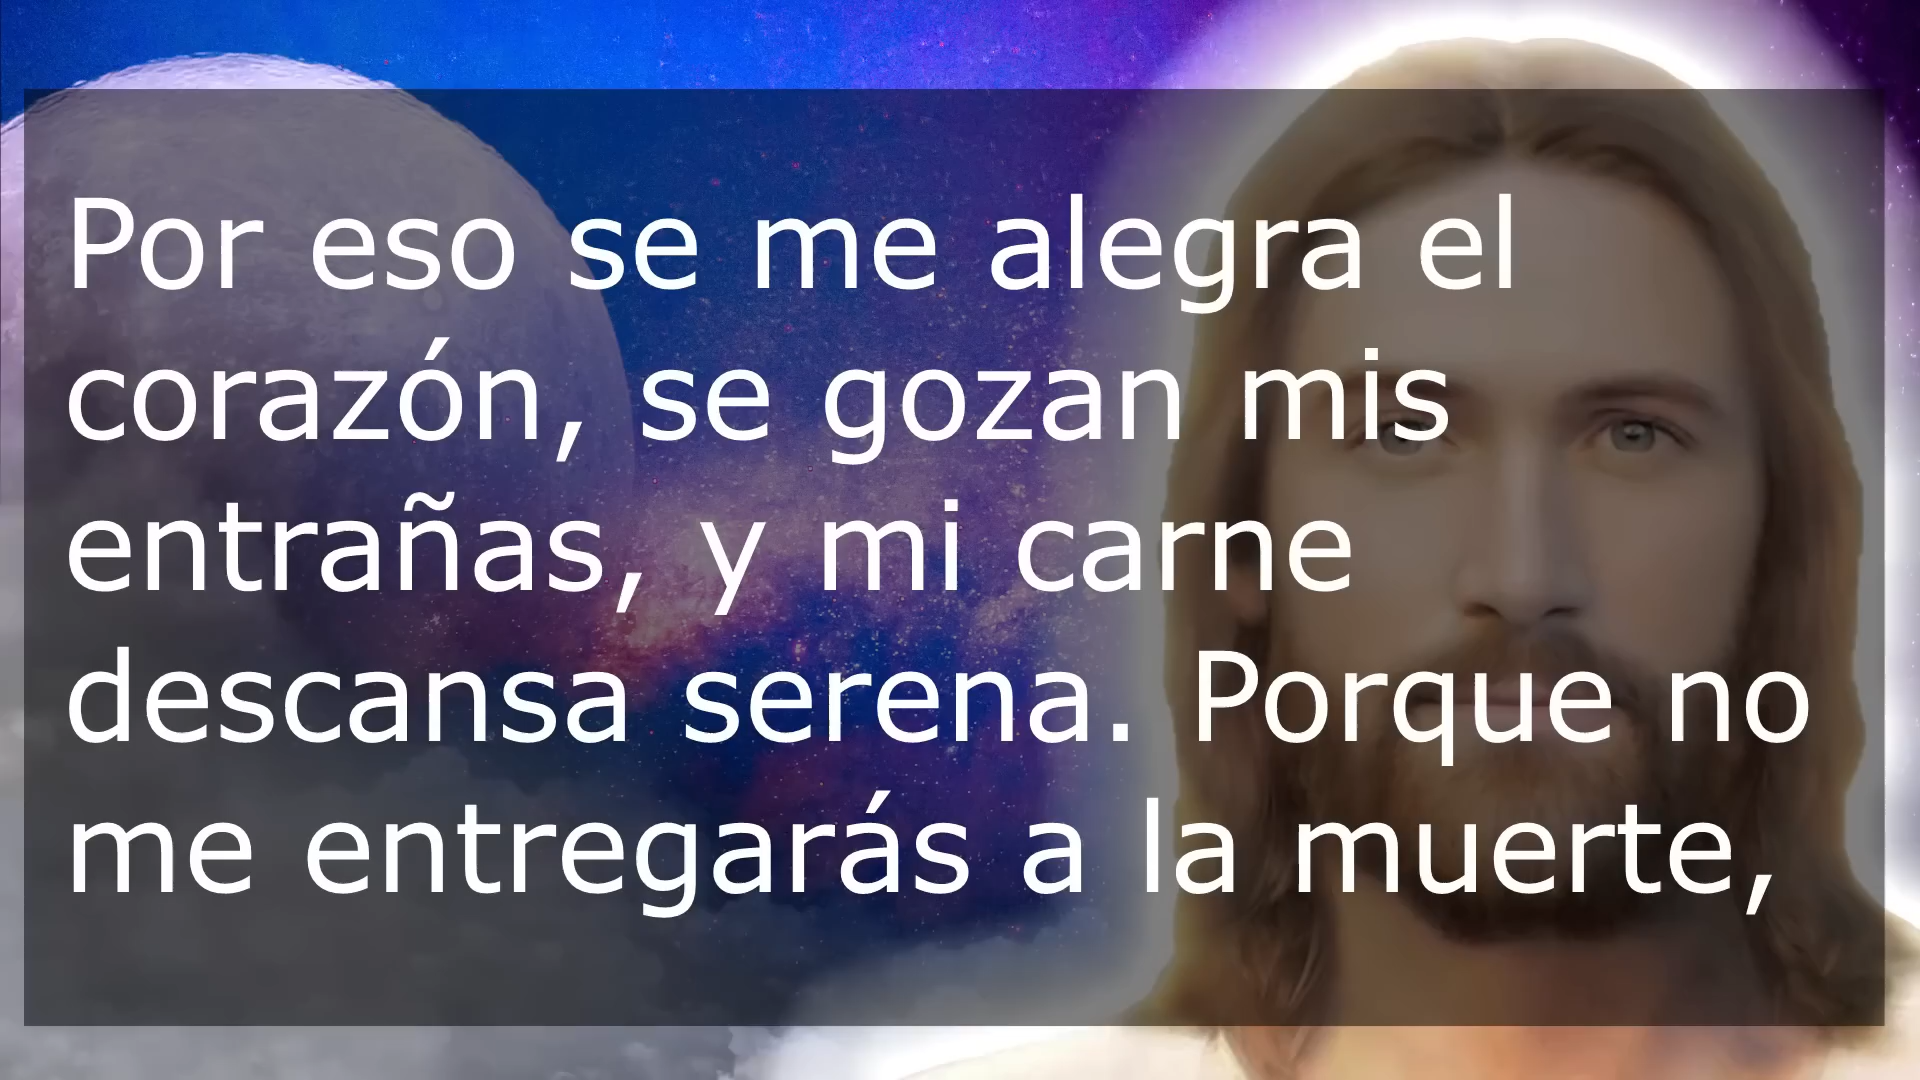 Por eso se me alegra el
corazón, se gozan mis
entrañas, y mi carne
descansa serena. Porque no
me entregarás a la muerte,